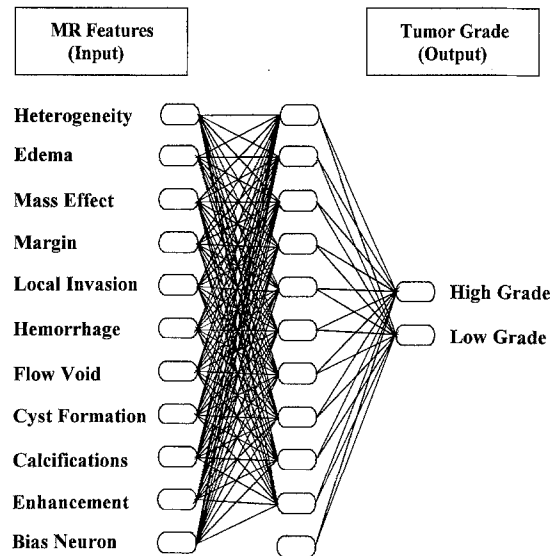 MR Features
(Input)
Tumor Grade
(Output)
Heterogeneity
Edema
Mass Effect
Margin
Local Invasion
Hemorrhage
Flow Void
Cyst Formation
Calcifications
Enhancement
Bias Neuron
High Grade
Low Grade